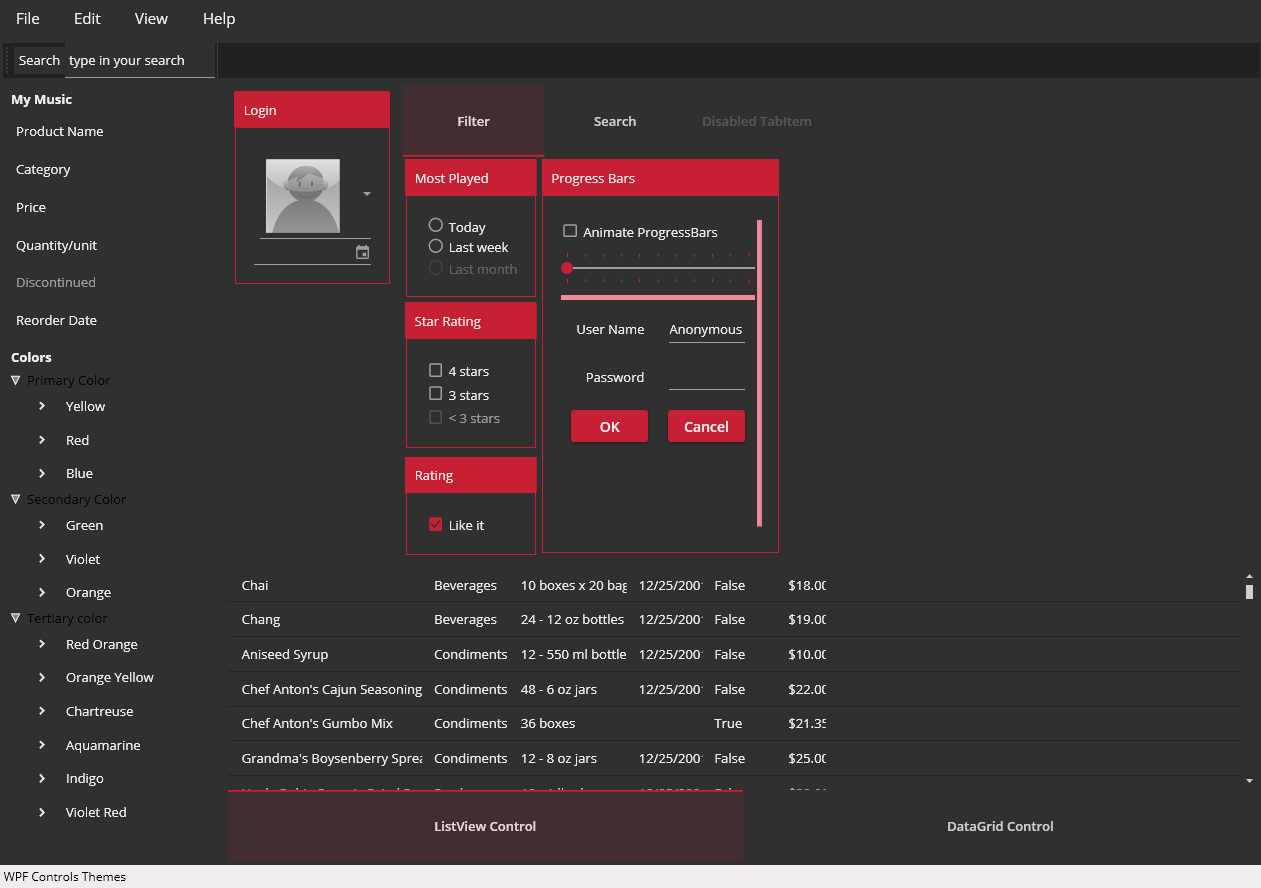 File Edit View Help
Search type in your search
My Music
Product Name
Category
Price
Quantity/unit
Discontinued
Reorder Date
Colors
Primary Color
Yellow
Red
Blue
Secondary Color
Green
Violet
Orange
Tertiary color
Red Orange
Orange Yellow
Chartreuse
Aquamarine
Indigo
Violet Red
Login
Filter Search Disabled TabItem
Most Played
Today
Last week
Last month
Star Rating
4 stars
3 stars
< 3 stars
Rating
Like it
Progress Bars
Animate ProgressBars
User Name Anonymous
Password
OK Cancel
Chai Beverages 10 boxes x 20 bag 12/25/200 False $18.00
Chang Beverages 24 - 12 oz bottles 12/25/200 False $19.00
Aniseed Syrup Condiments 12 - 550 ml bottle 12/25/200 False $10.00
Chef Anton's Cajun Seasoning Condiments 48 - 6 oz jars 12/25/200 False $22.00
Chef Anton's Gumbo Mix Condiments 36 boxes True $21.35
Grandma's Boysenberry Sprea Condiments 12 - 8 oz jars 12/25/200 False $25.00
ListView Control DataGrid Control
WPF Controls Themes